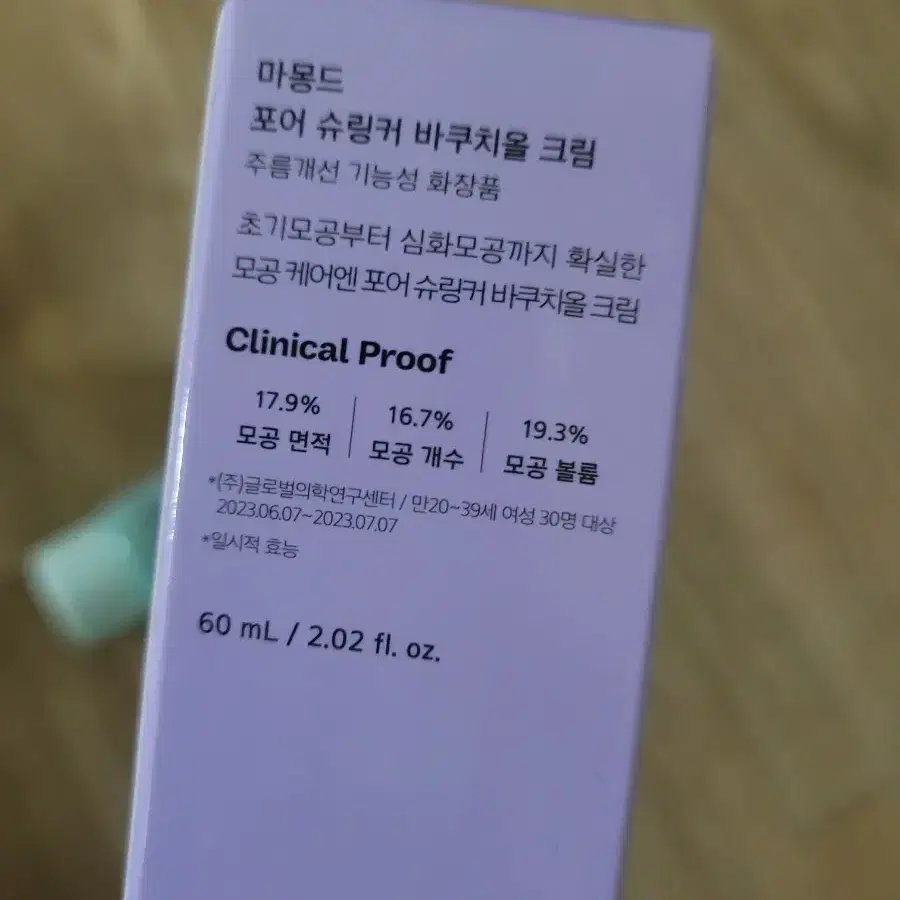 마몽드
포어 슈링커 바쿠치올 크림
주름개선 기능성 화장품
초기모공부터 심화모공까지 확실한
모공 케어엔 포어 슈링커 바쿠치올 크림
Clinical Proof
17.9% 16.7% 19.3%
모공 면적 모공 개수 모공 볼륨
*(주)글로벌의학연구센터 / 만20~39세 여성 30명 대상
2023.06.07~2023.07.07
*일시적 효능
60 mL / 2.02 fl. oz.